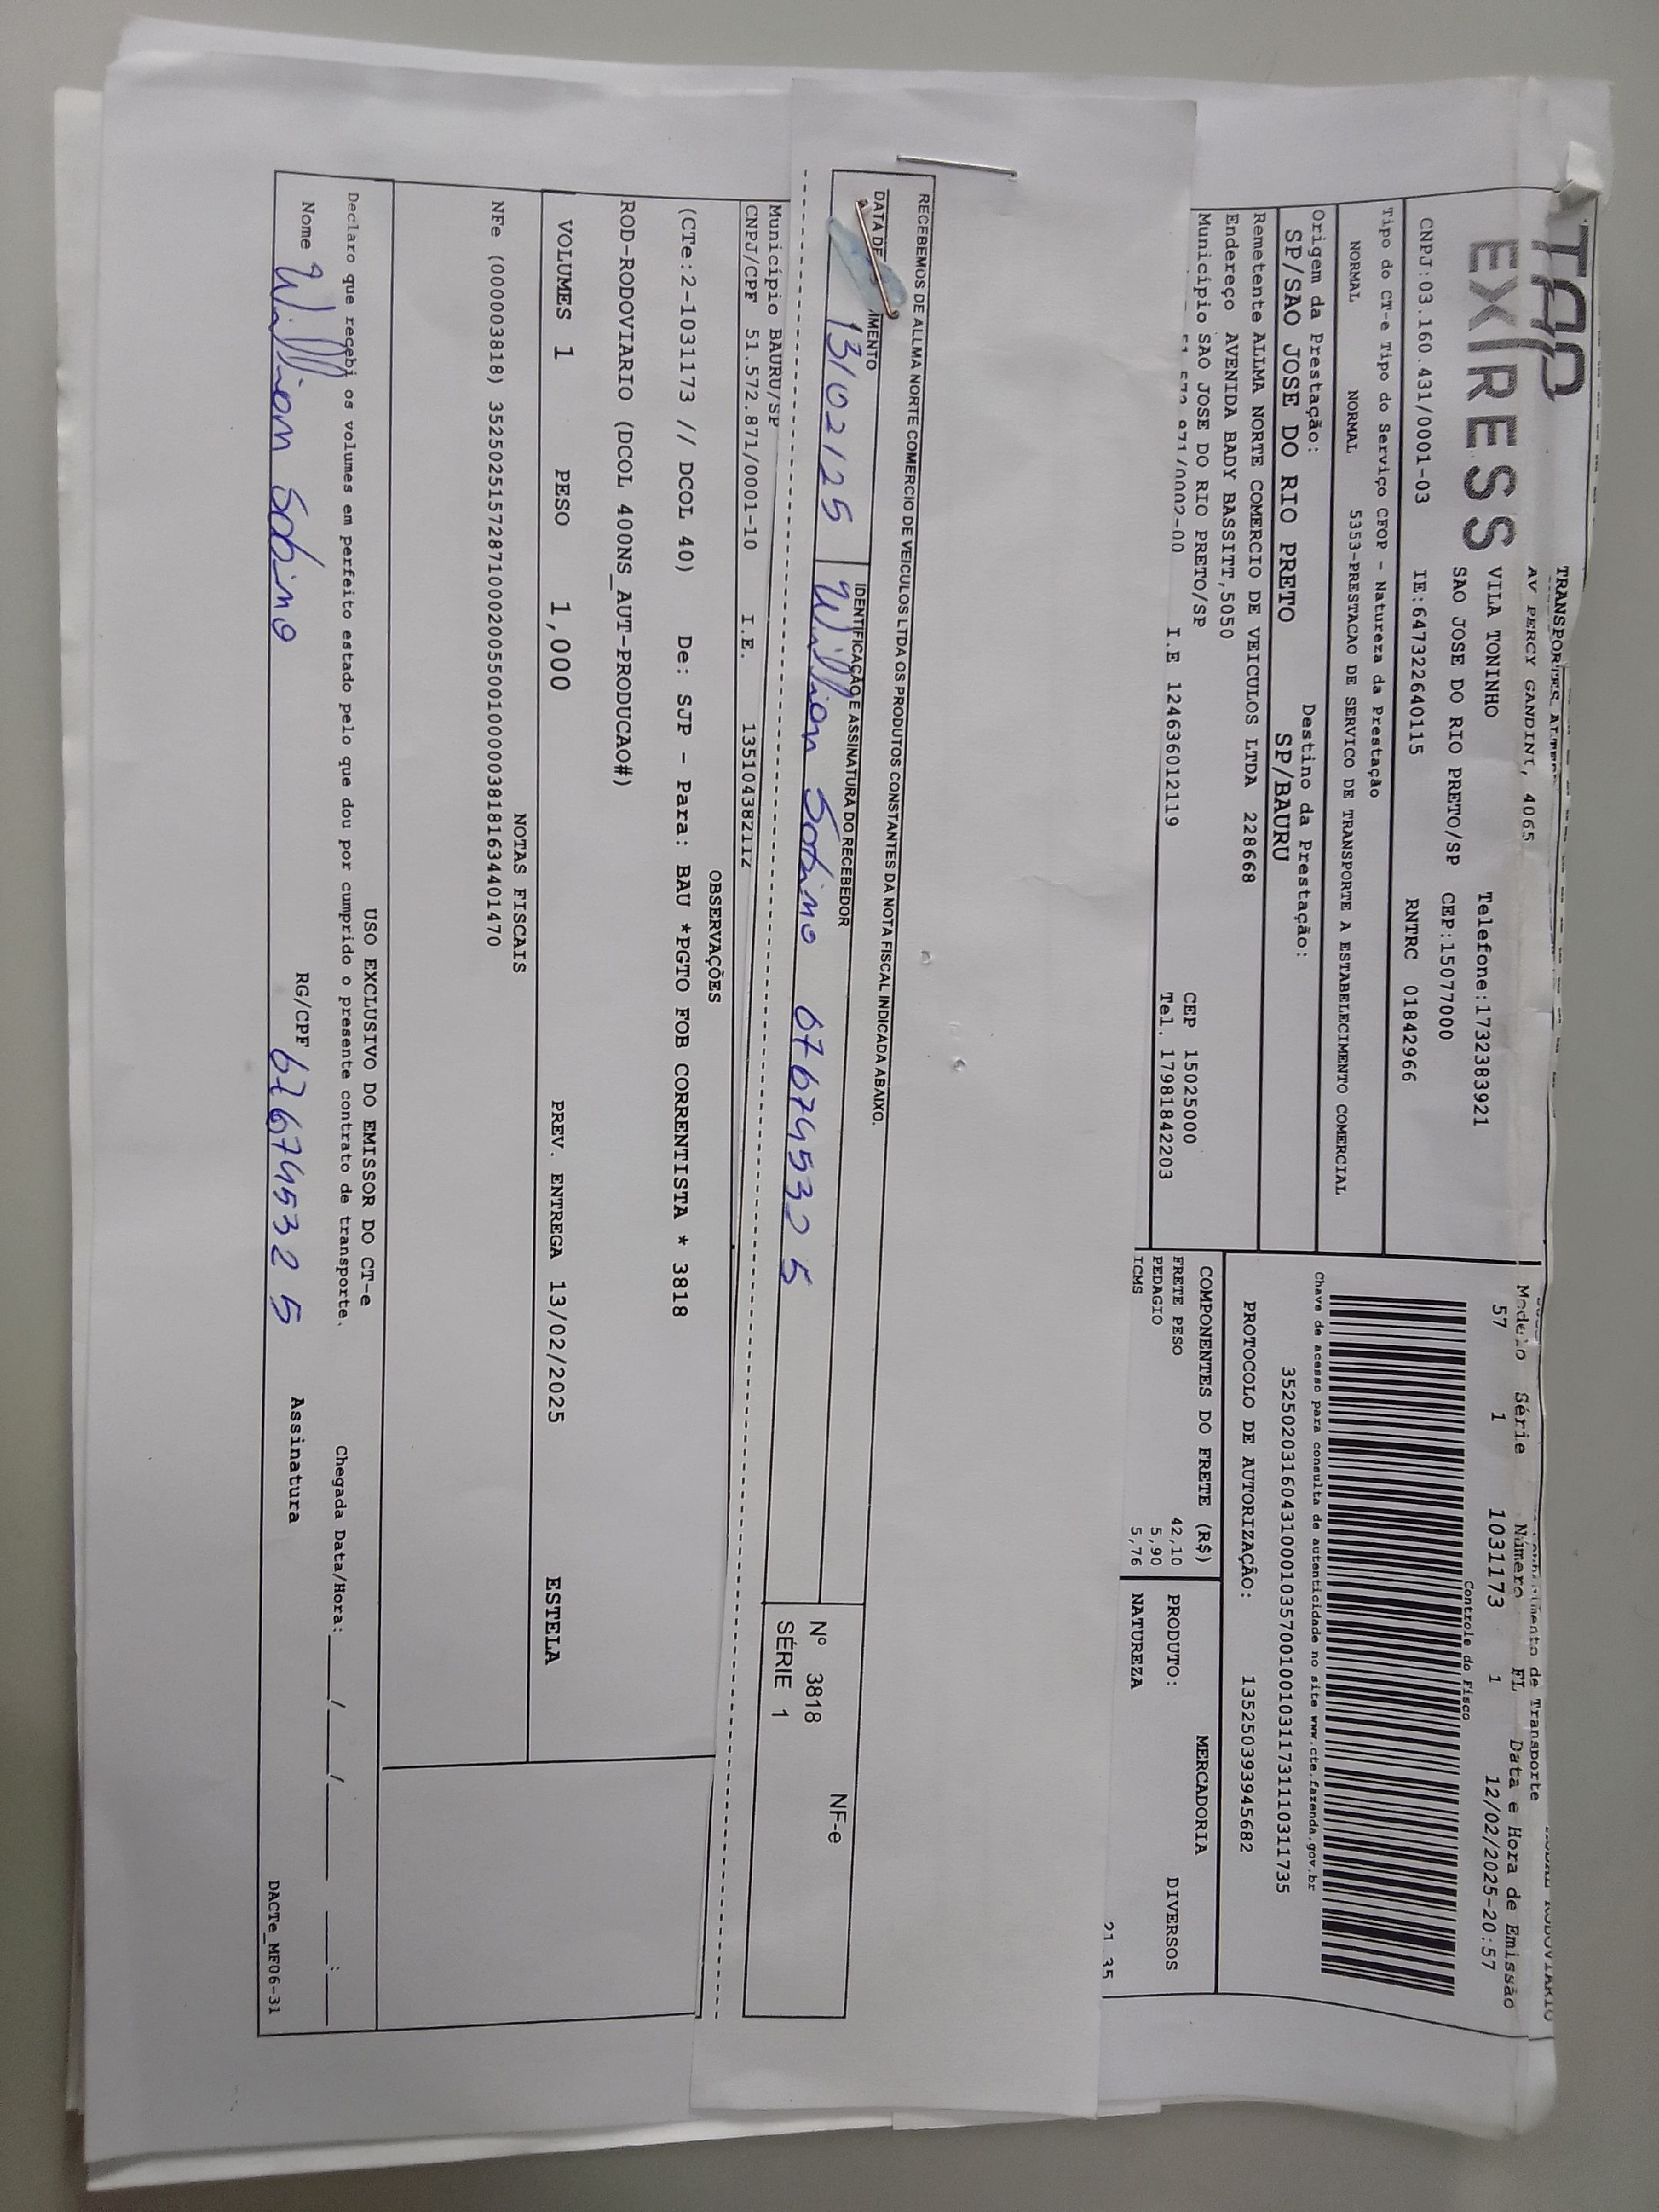 TAP
EXPRESS
TRANSPORTES
AV PERCY GANDINI, 4065
VILA TONINHO Telefone:1732383921
SAO JOSE DO RIO PRETO/SP CEP:15077000
CNPJ:03.160.431/0001-03 IE:647322640115 RNTRC 01842966
Tipo do CT-e Tipo do Serviço CFOP - Natureza da Prestação
NORMAL NORMAL 5353-PRESTACAO DE SERVICO DE TRANSPORTE A ESTABELECIMENTO COMERCIAL
Origem da Prestação: Destino da Prestação:
SP/SAO JOSE DO RIO PRETO SP/BAURU
Remetente ALLMA NORTE COMERCIO DE VEICULOS LTDA 228668
Endereço AVENIDA BADY BASSITT,5050
Município SAO JOSE DO RIO PRETO/SP CEP 15025000
I.E 124636012119 Tel. 17981842203
de Transporte
Modelo Série Número FL Data e Hora de Emissão
57 1 1031173 1 12/02/2025-20:57
Controle do Fisco
Chave de acesso para consulta de autenticidade no site www.cte.fazenda.gov.br
35250203160431000103570010010311731110311735
PROTOCOLO DE AUTORIZAÇÃO: 135250393945682
COMPONENTES DO FRETE (R$) MERCADORIA
FRETE PESO 42,10 PRODUTO: DIVERSOS
PEDAGIO 5,90
ICMS 5,76 NATUREZA
RECEBEMOS DE ALLMA NORTE COMERCIO DE VEICULOS LTDA OS PRODUTOS CONSTANTES DA NOTA FISCAL INDICADA ABAIXO.
DATA DE IDENTIFICAÇÃO E ASSINATURA DO RECEBEDOR
13/02/25 Willian Sobino 676745325
NF-e
Nº 3818
SÉRIE 1
Município BAURU/SP
CNPJ/CPF 51.572.871/0001-10 I.E. 135104382112
OBSERVAÇÕES
(CTe:2-1031173 // DCOL 40) De: SJP - Para: BAU *PGTO FOB CORRENTISTA * 3818
ROD-RODOVIARIO (DCOL 400NS_AUT-PRODUCAO#)
VOLUMES 1 PESO 1,000 PREV. ENTREGA 13/02/2025 ESTELA
NOTAS FISCAIS
NFe (000003818) 35250251572871000200550010000038181634401470
USO EXCLUSIVO DO EMISSOR DO CT-e
Declaro que recebi os volumes em perfeito estado pelo que dou por cumprido o presente contrato de transporte. Chegada Data/Hora:___/___/_____ ___:___
Nome Willian Sobino RG/CPF 676745325 Assinatura
DACTe_MF06-31